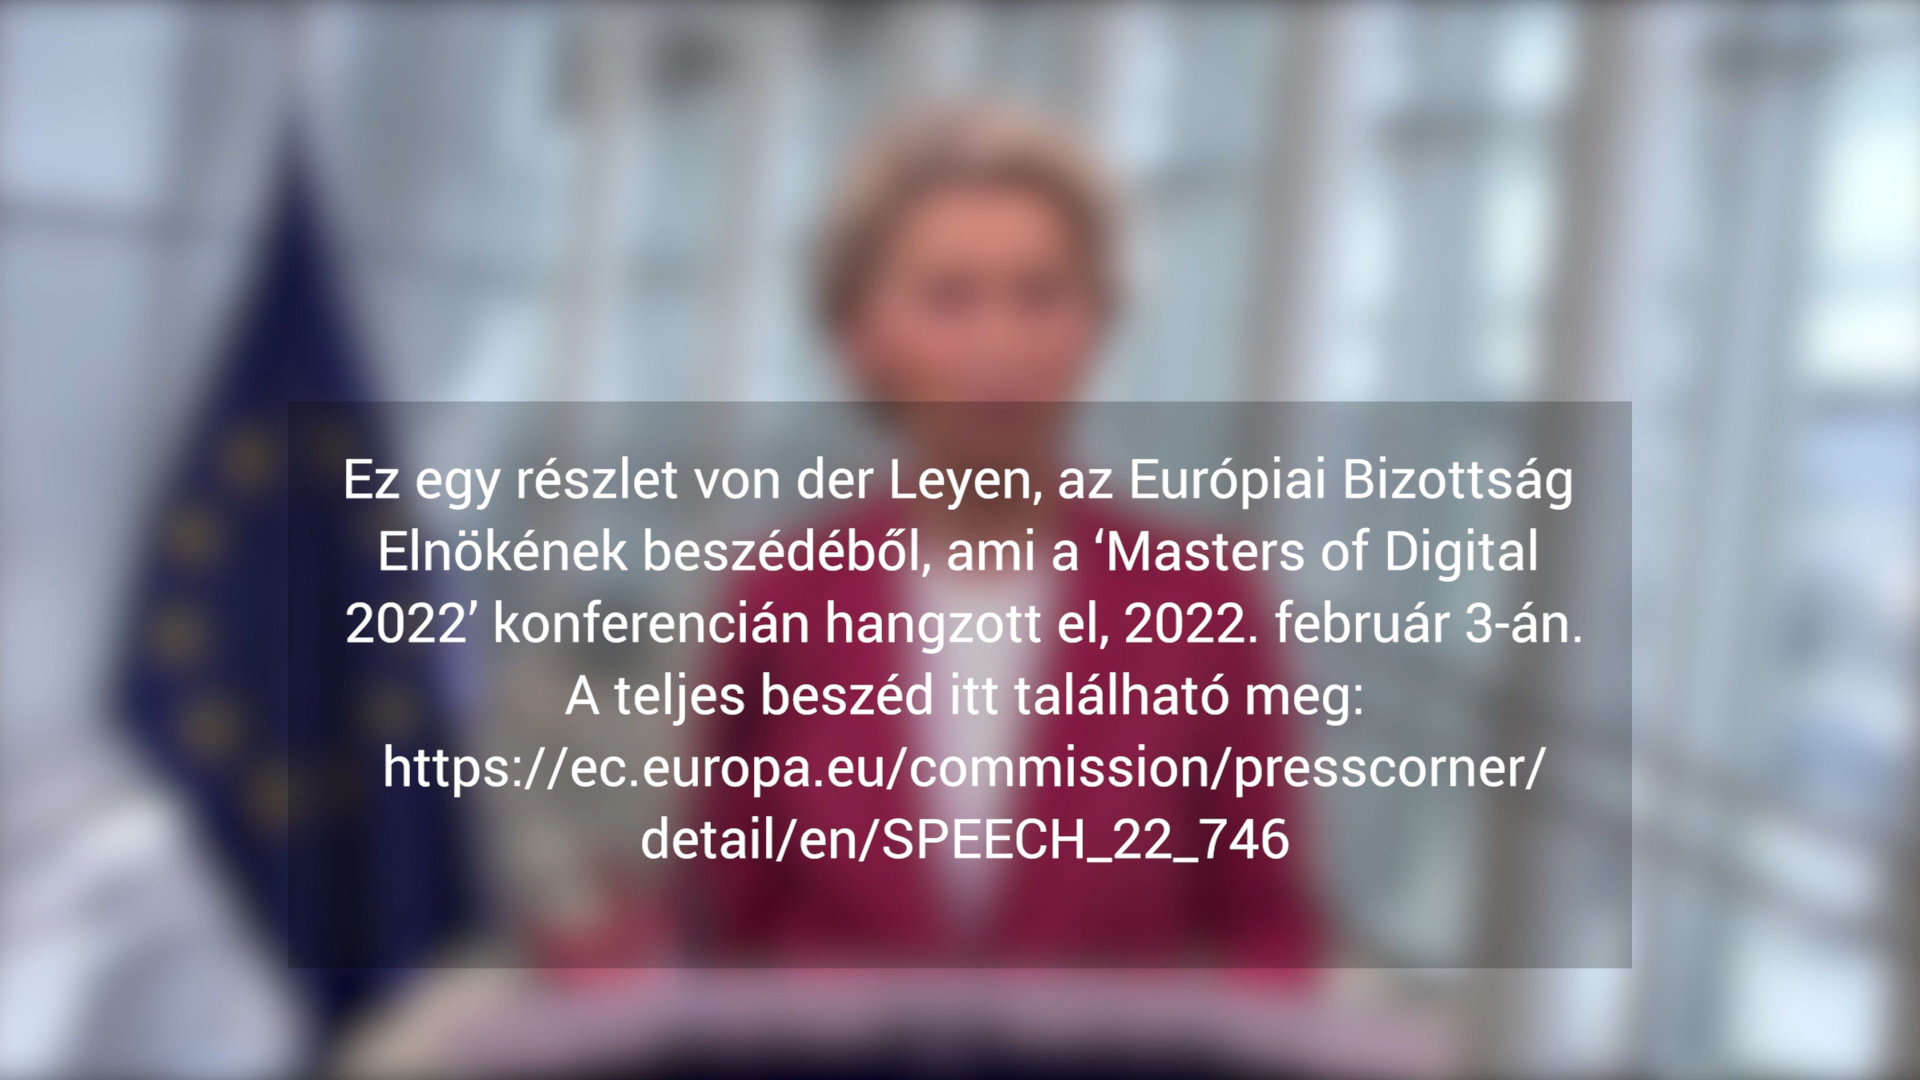 Ez egy részlet von der Leyen, az Európiai Bizottság
Elnökének beszédéből, ami a ‘Masters of Digital
2022’ konferencián hangzott el, 2022. február 3-án.
A teljes beszéd itt található meg:
https://ec.europa.eu/commission/presscorner/
detail/en/SPEECH_22_746